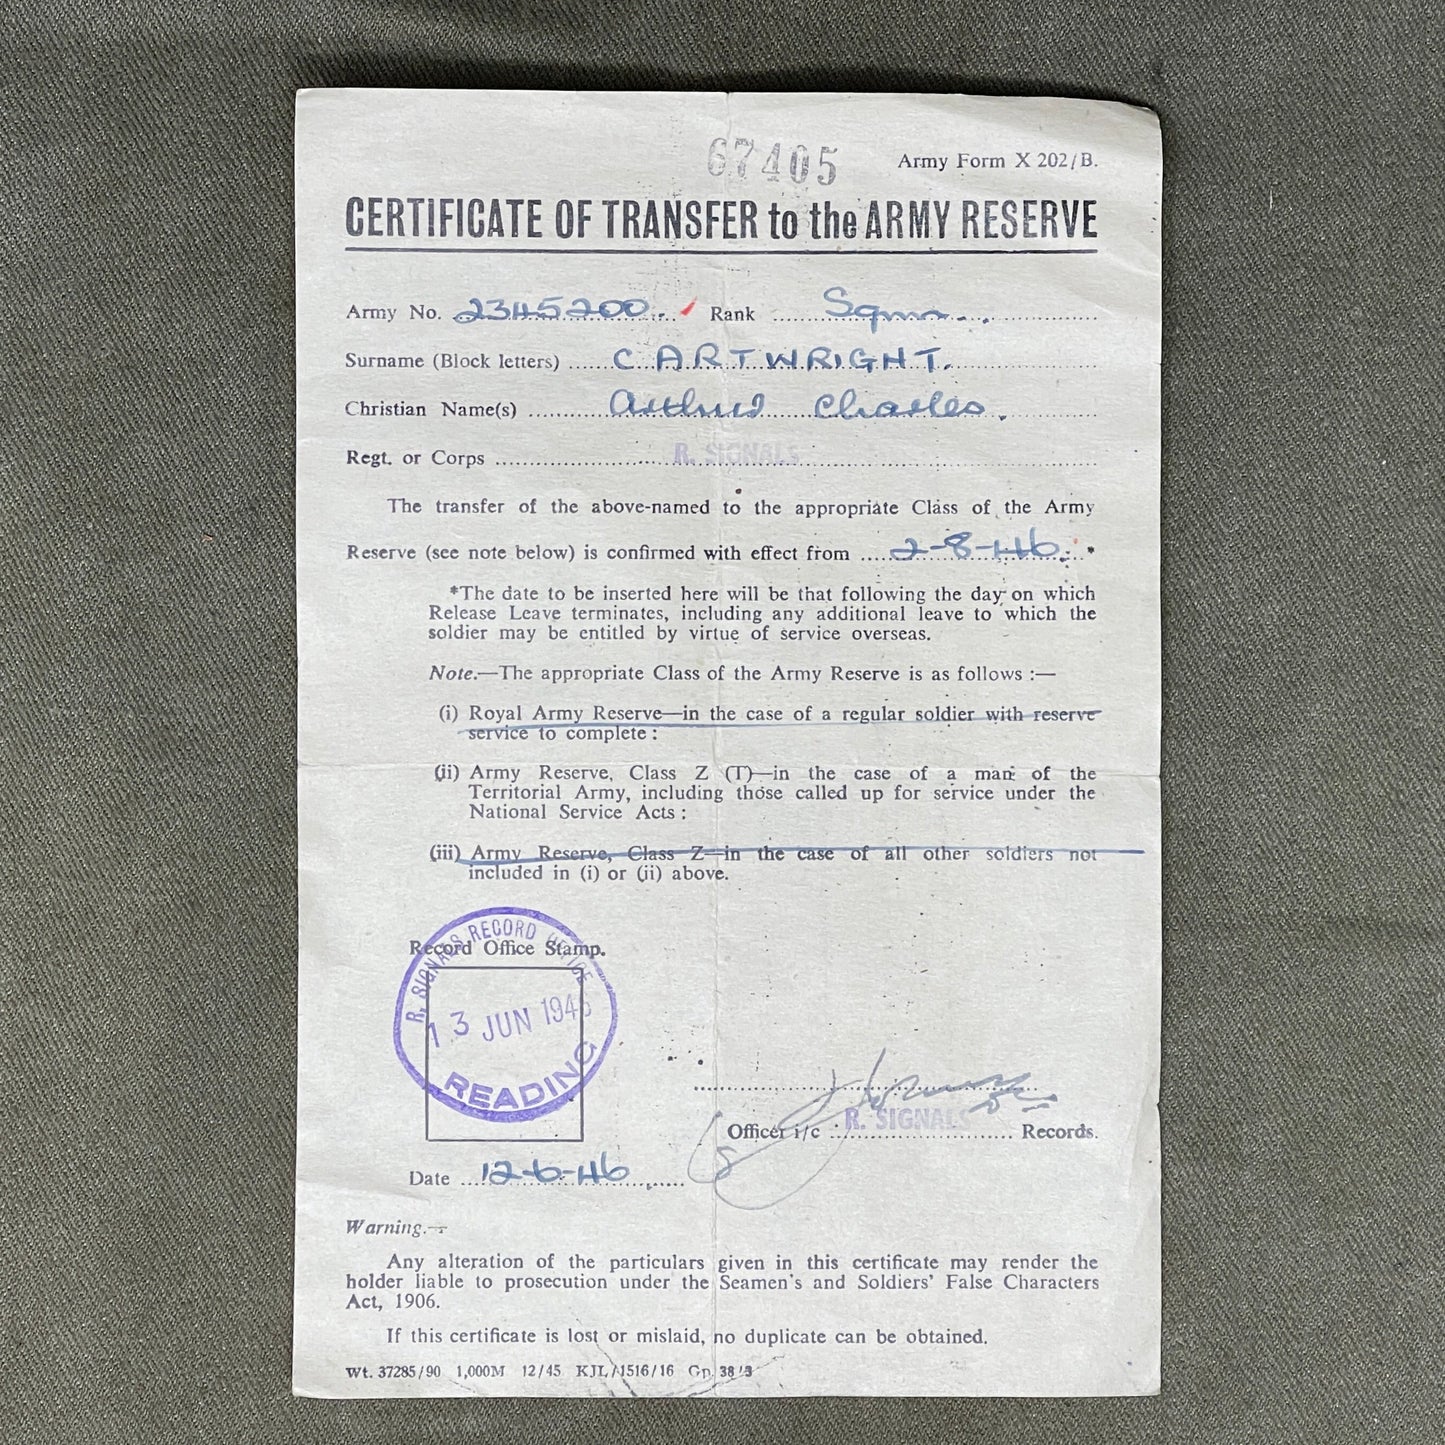 67405
Army Form X 202/B.
CERTIFICATE OF TRANSFER to the ARMY RESERVE
Army No. 2345200. Rank Sgmn.
Surname (Block letters) CARTWRIGHT.
Christian Name(s) Arthur Charles.
Regt. or Corps R. SIGNALS
The transfer of the above-named to the appropriate Class of the Army
Reserve (see note below) is confirmed with effect from 2-8-46. *
*The date to be inserted here will be that following the day on which
Release Leave terminates, including any additional leave to which the
soldier may be entitled by virtue of service overseas.
Note.—The appropriate Class of the Army Reserve is as follows :—
(i) Royal Army Reserve—in the case of a regular soldier with reserve
service to complete :
(ii) Army Reserve, Class Z (T)—in the case of a man of the
Territorial Army, including those called up for service under the
National Service Acts :
(iii) Army Reserve, Class Z—in the case of all other soldiers not
included in (i) or (ii) above.
Record Office Stamp.
R. SIGNALS RECORD OFFICE
13 JUN 1946
READING
Officer i/c R. SIGNALS Records.
Date 12-6-46
Warning.—
Any alteration of the particulars given in this certificate may render the
holder liable to prosecution under the Seamen's and Soldiers' False Characters
Act, 1906.
If this certificate is lost or mislaid, no duplicate can be obtained.
Wt. 37285/90 1,000M 12/45 KJL/1516/16 Gp. 38/3